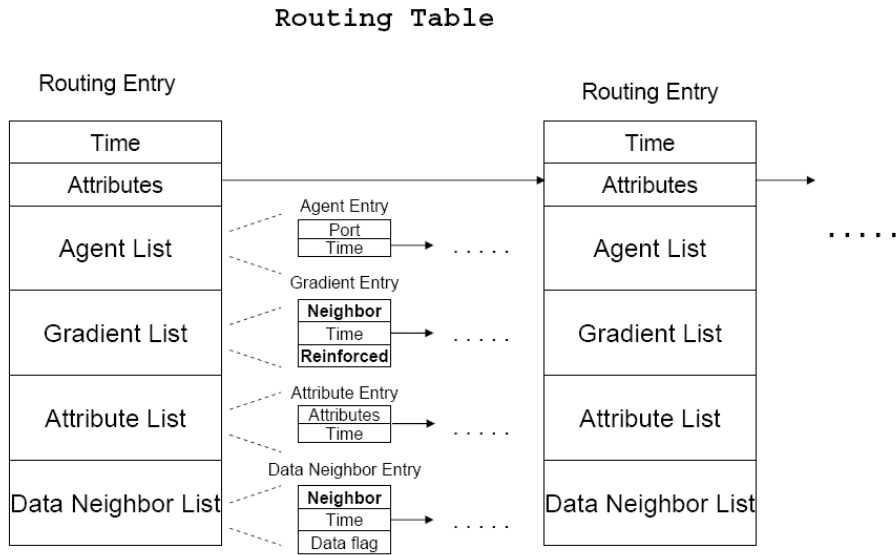 Routing Table
Routing Entry
Time
Attributes
Agent List
Gradient List
Attribute List
Data Neighbor List
Agent Entry
Port
Time
. . . . .
Gradient Entry
Neighbor
Time
. . . . .
Reinforced
Attribute Entry
Attributes
Time
. . . . .
Data Neighbor Entry
Neighbor
Time
. . . . .
Data flag
Routing Entry
Time
Attributes
Agent List
Gradient List
Attribute List
Data Neighbor List
. . . . .